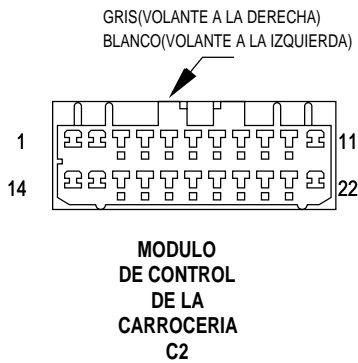 GRIS(VOLANTE A LA DERECHA)
BLANCO(VOLANTE A LA IZQUIERDA)
1
11
14
22
MODULO
DE CONTROL
DE LA
CARROCERIA
C2